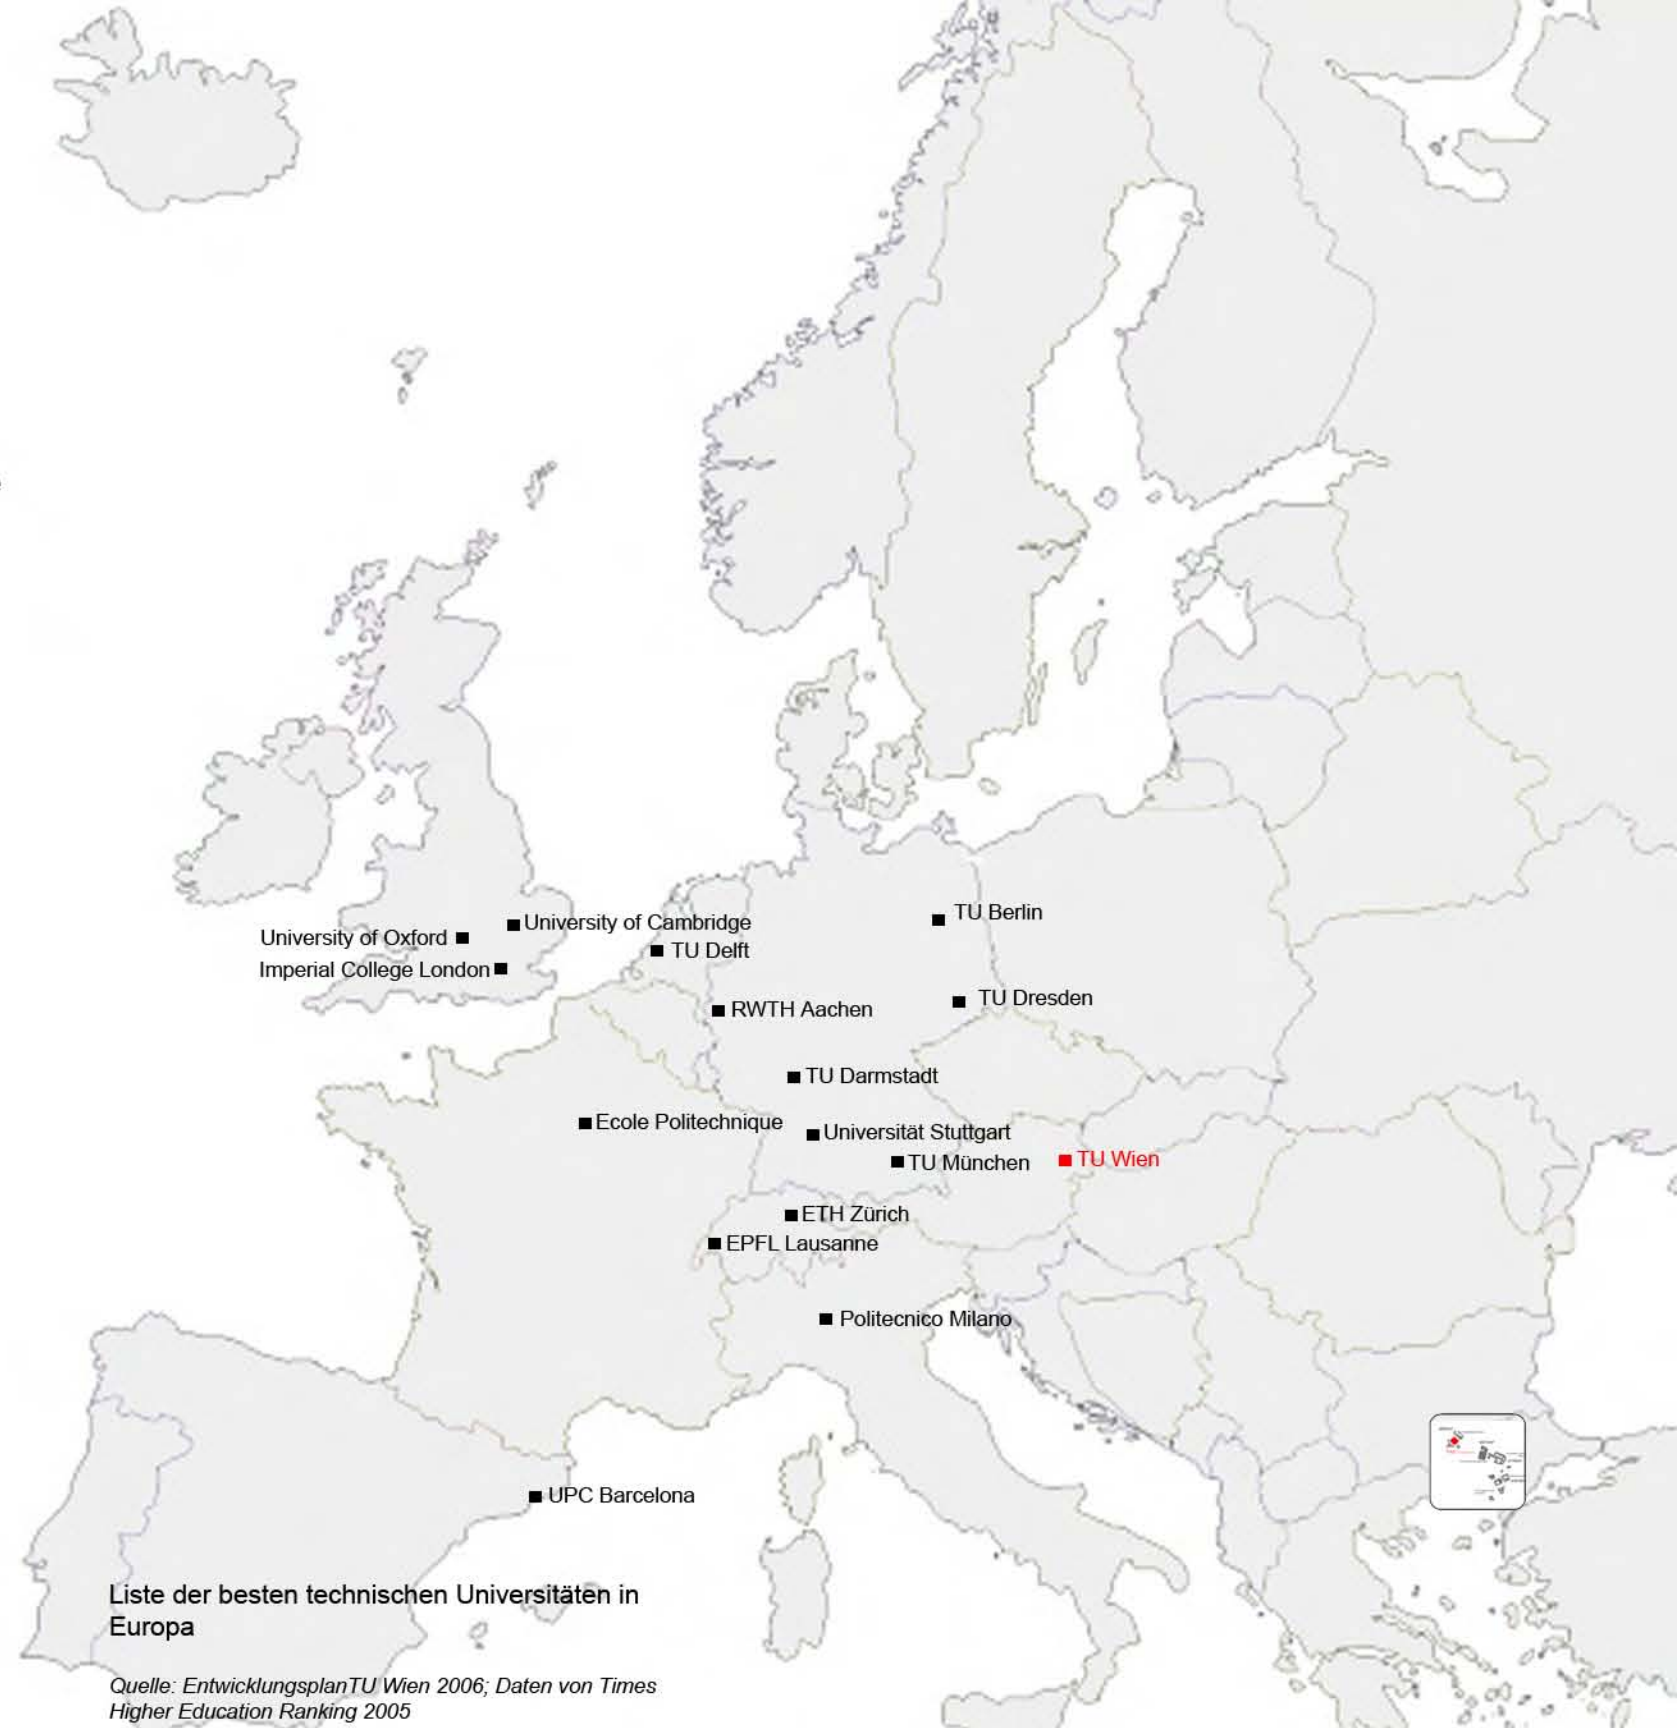 TU Berlin
University of Cambridge
University of Oxford
TU Delft
Imperial College London
TU Dresden
RWTH Aachen
TU Darmstadt
Ecole Politechnique
Universität Stuttgart
TU München
TU Wien
ETH Zürich
EPFL Lausanne
Politecnico Milano
UPC Barcelona
Liste der besten technischen Universitäten in
Europa
Quelle: EntwicklungsplanTU Wien 2006; Daten von Times
Higher Education Ranking 2005